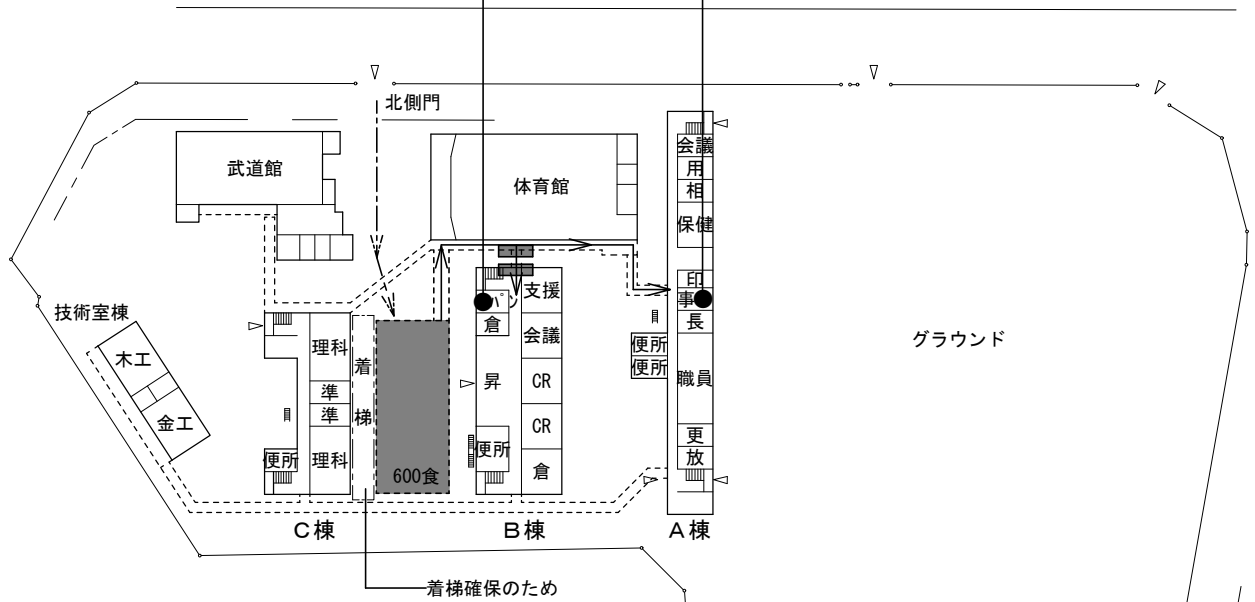 北側門
武道館
体育館
会議
用
相
保健
印
事
長
職員
更
放
便所
便所
パン
倉
昇
便所
支援
会議
CR
CR
倉
技術室棟
木工
金工
理科
準
準
理科
便所
着
梯
600食
グラウンド
C棟
B棟
A棟
着梯確保のため